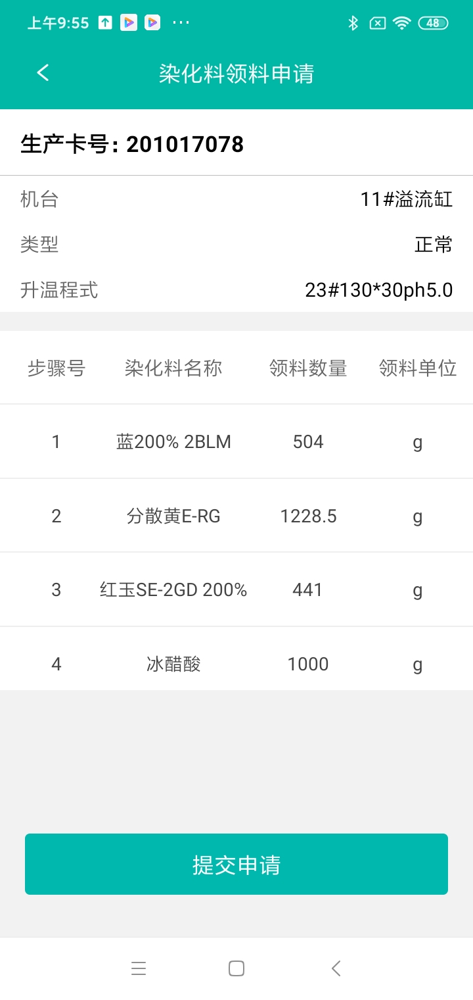 上午9:55 ··· 48
染化料领料申请
生产卡号: 201017078
机台 11#溢流缸
类型 正常
升温程式 23#130*30ph5.0
步骤号 染化料名称 领料数量 领料单位
1 蓝200% 2BLM 504 g
2 分散黄E-RG 1228.5 g
3 红玉SE-2GD 200% 441 g
4 冰醋酸 1000 g
提交申请